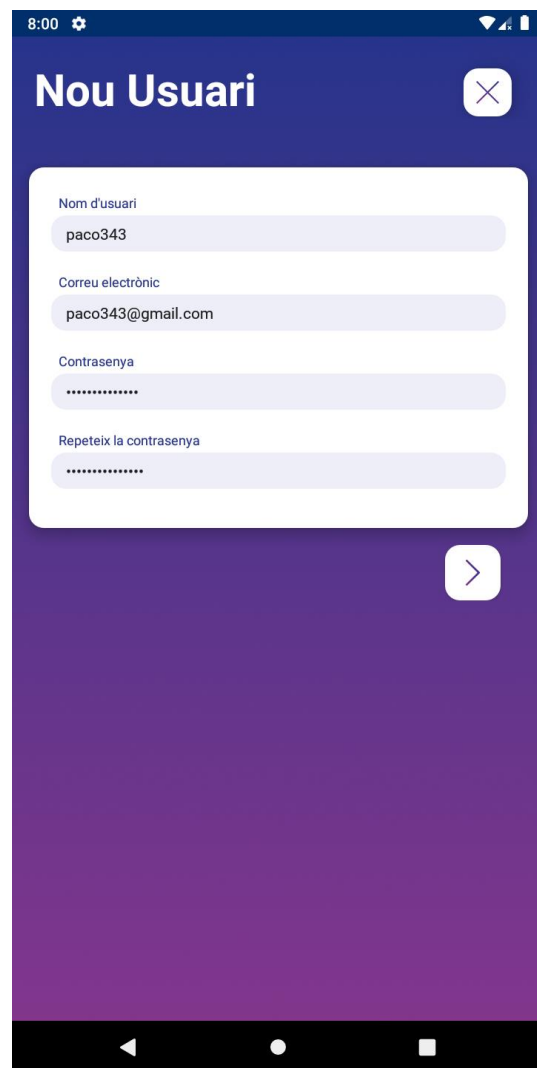 8:00
Nou Usuari
Nom d'usuari
paco343
Correu electrònic
paco343@gmail.com
Contrasenya
••••••••••••••
Repeteix la contrasenya
•••••••••••••••